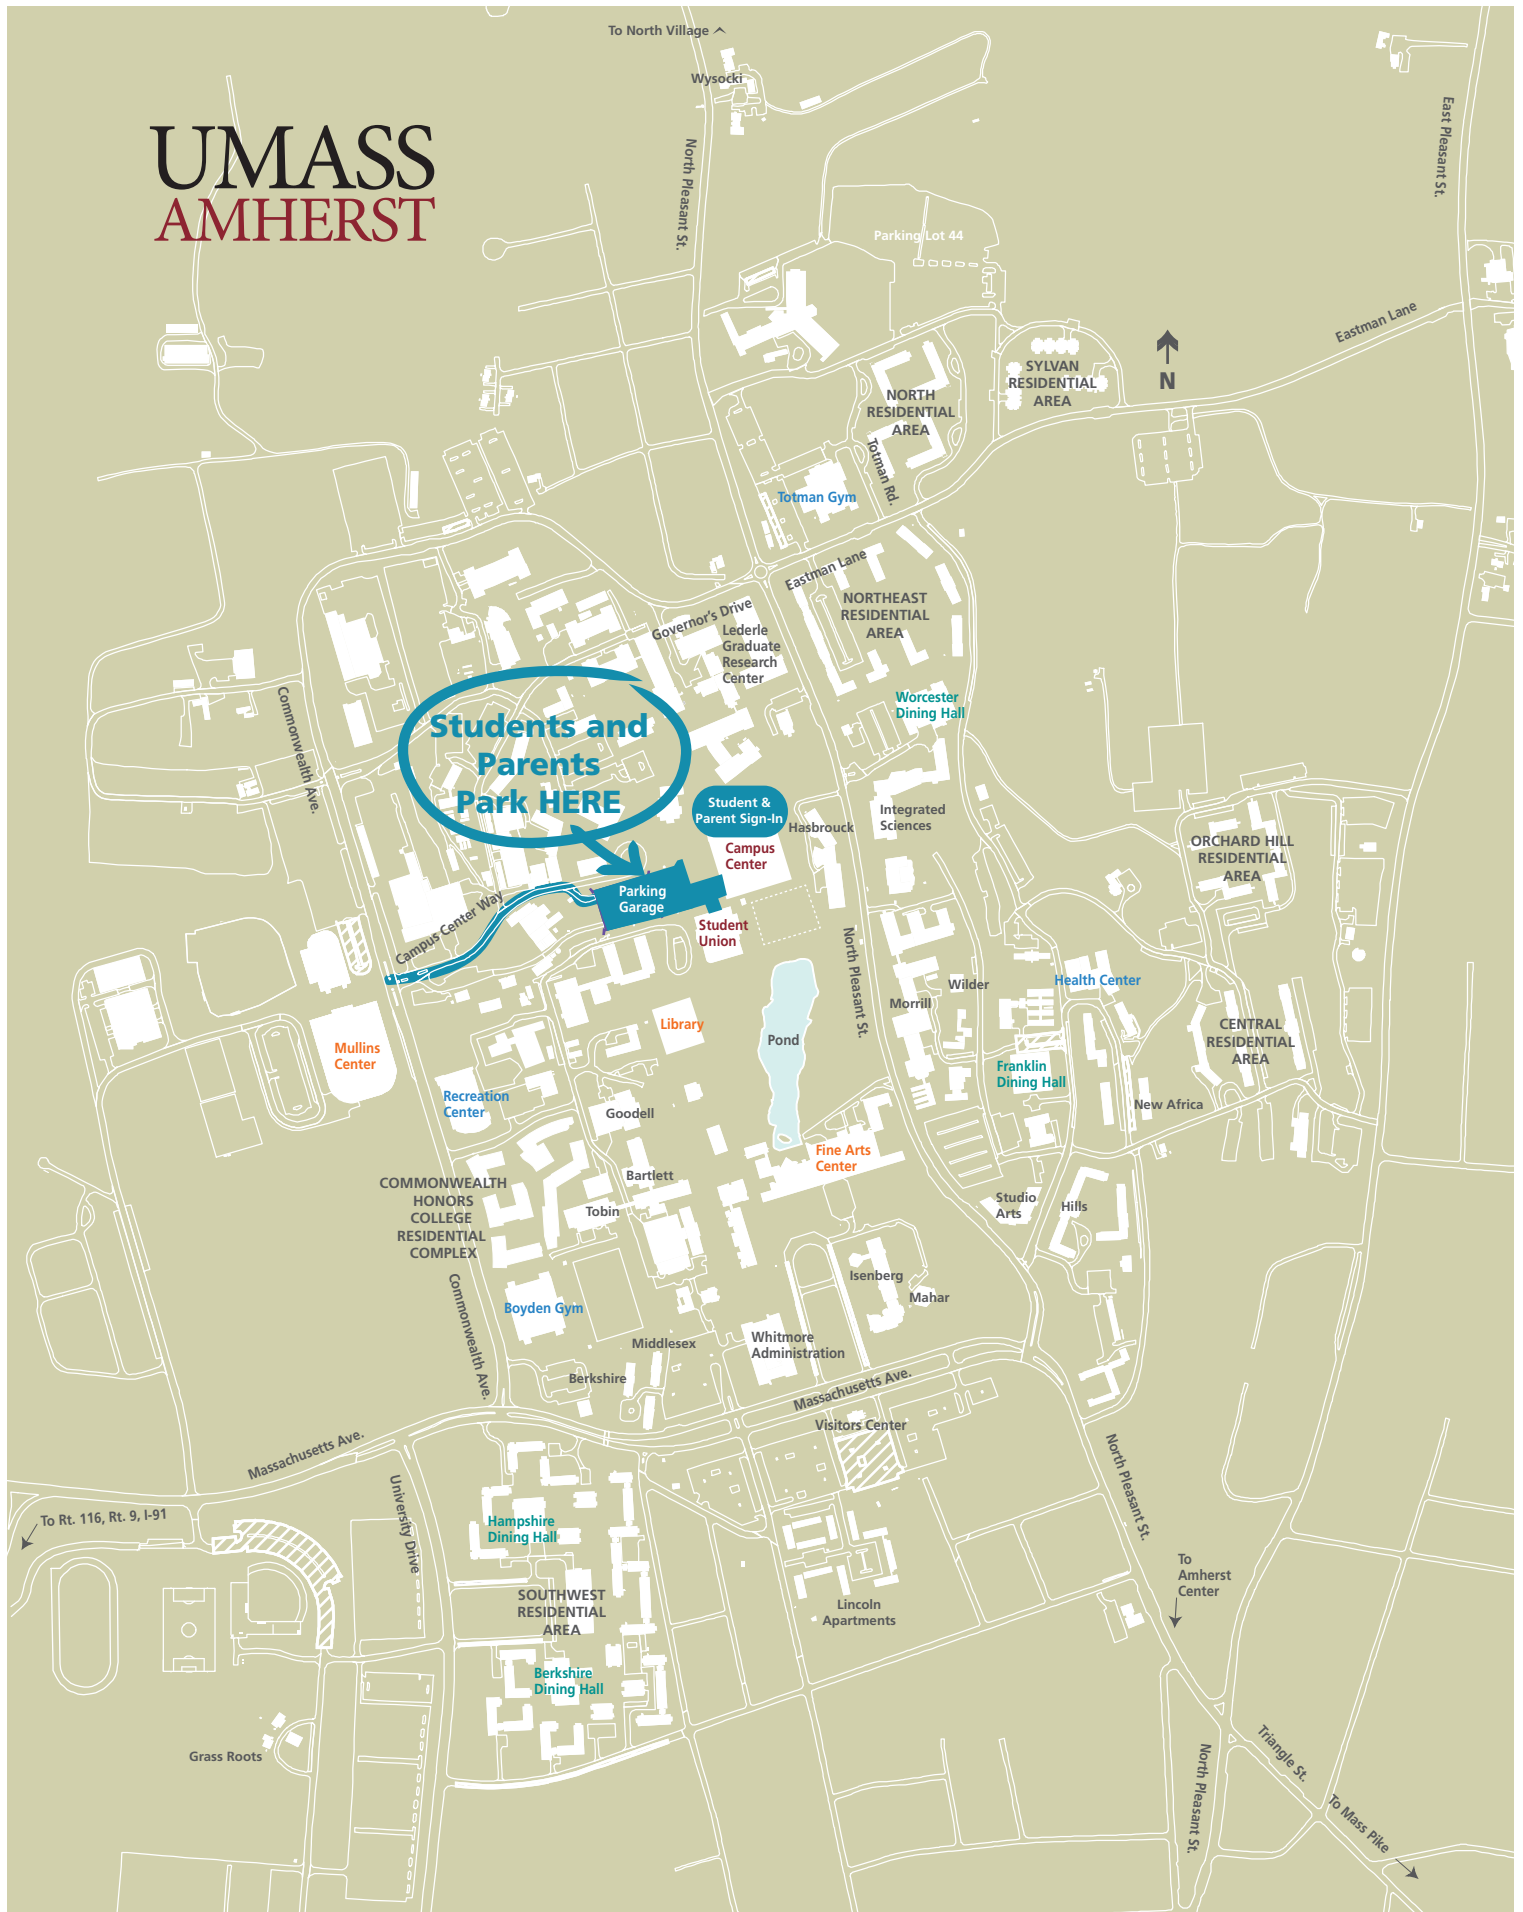 To North Village
Wysocki
UMASS
AMHERST
North Pleasant St.
East Pleasant St.
Parking Lot 44
Eastman Lane
N
SYLVAN
RESIDENTIAL
AREA
NORTH
RESIDENTIAL
AREA
Totman Rd.
Totman Gym
Eastman Lane
NORTHEAST
RESIDENTIAL
AREA
Governor's Drive
Lederle
Graduate
Research
Center
Commonwealth Ave.
Worcester
Dining Hall
Students and
Parents
Park HERE
Student &
Parent Sign-In
Hasbrouck
Integrated
Sciences
Campus
Center
ORCHARD HILL
RESIDENTIAL
AREA
Parking
Garage
Campus Center Way
Student
Union
North Pleasant St.
Health Center
Wilder
Morrill
Library
Pond
CENTRAL
RESIDENTIAL
AREA
Mullins
Center
Franklin
Dining Hall
Recreation
Center
New Africa
Goodell
Fine Arts
Center
Bartlett
COMMONWEALTH
HONORS
COLLEGE
RESIDENTIAL
COMPLEX
Tobin
Studio
Arts
Hills
Isenberg
Mahar
Commonwealth Ave.
Boyden Gym
Middlesex
Whitmore
Administration
Berkshire
Massachusetts Ave.
Visitors Center
Massachusetts Ave.
North Pleasant St.
University Drive
To Rt. 116, Rt. 9, I-91
Hampshire
Dining Hall
To
Amherst
Center
SOUTHWEST
RESIDENTIAL
AREA
Lincoln
Apartments
Berkshire
Dining Hall
Grass Roots
Triangle St.
North Pleasant St.
To Mass Pike